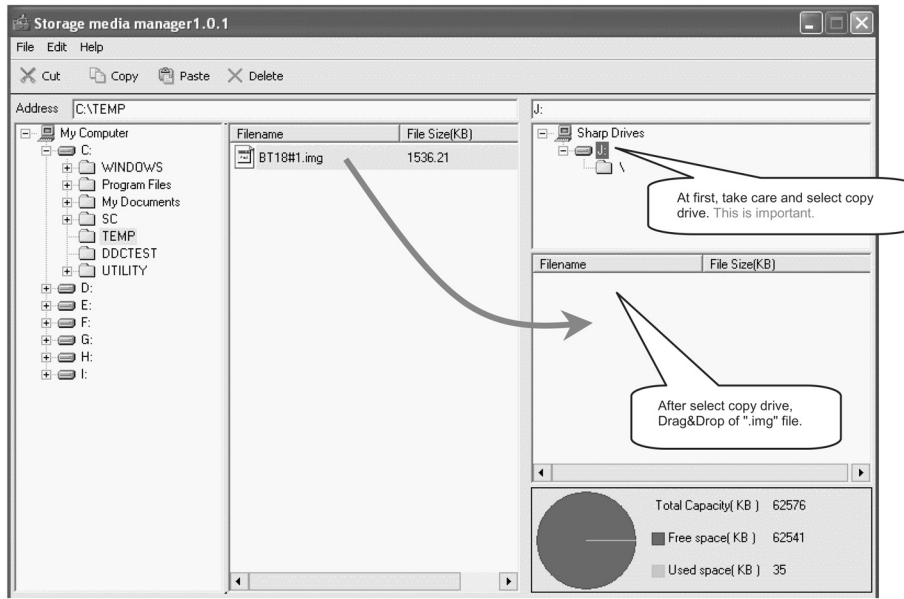 Storage media manager1.0.1
File Edit Help
Cut Copy Paste Delete
Address C:\TEMP
J:
My Computer
C:
WINDOWS
Program Files
My Documents
SC
TEMP
DDCTEST
UTILITY
D:
E:
F:
G:
H:
I:
Filename File Size(KB)
BT18#1.img 1536.21
Sharp Drives
J:
\
At first, take care and select copy
drive. This is important.
Filename File Size(KB)
After select copy drive,
Drag&Drop of ".img" file.
Total Capacity( KB ) 62576
Free space( KB ) 62541
Used space( KB ) 35